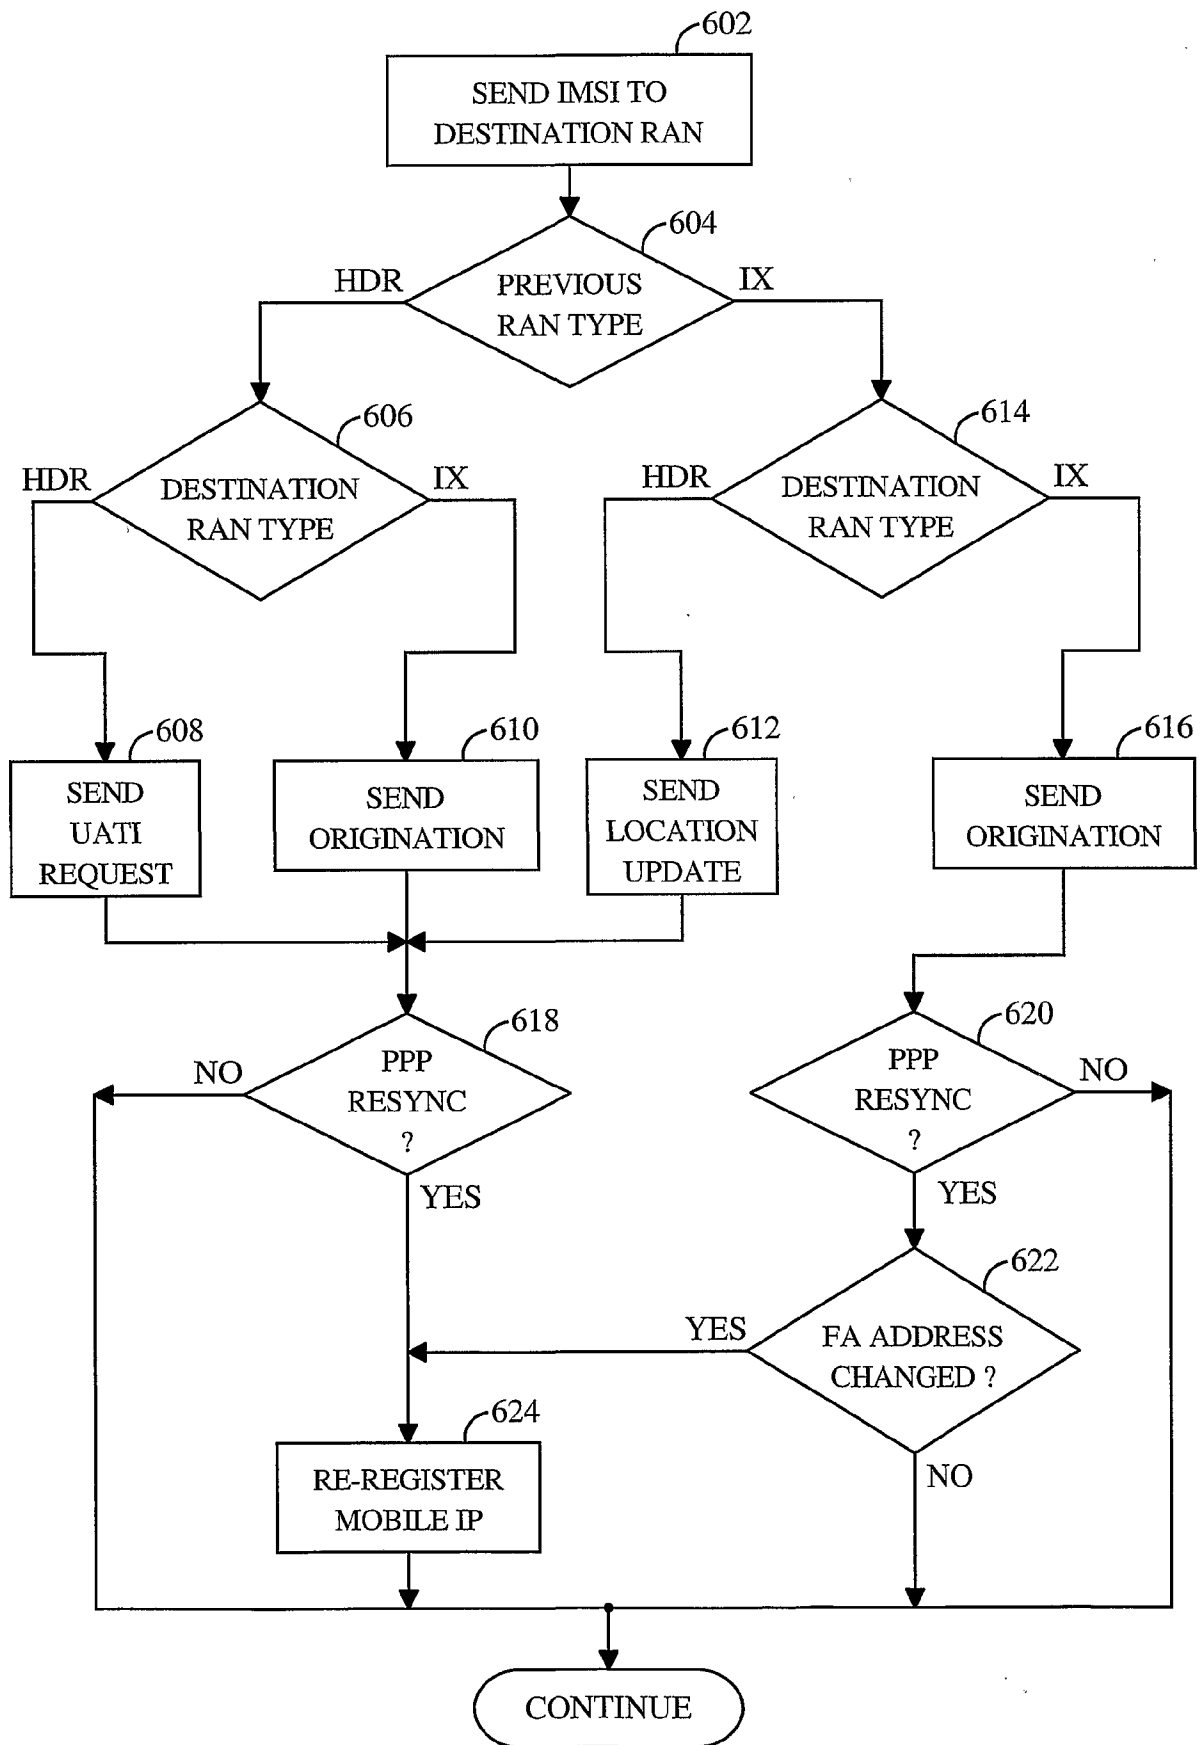 602
SEND IMSI TO
DESTINATION RAN
604
HDR
PREVIOUS
RAN TYPE
IX
606
HDR
DESTINATION
RAN TYPE
IX
614
HDR
DESTINATION
RAN TYPE
IX
608
SEND
UATI
REQUEST
610
SEND
ORIGINATION
612
SEND
LOCATION
UPDATE
616
SEND
ORIGINATION
618
NO
PPP
RESYNC
?
YES
620
PPP
RESYNC
?
NO
YES
622
YES
FA ADDRESS
CHANGED ?
NO
624
RE-REGISTER
MOBILE IP
CONTINUE